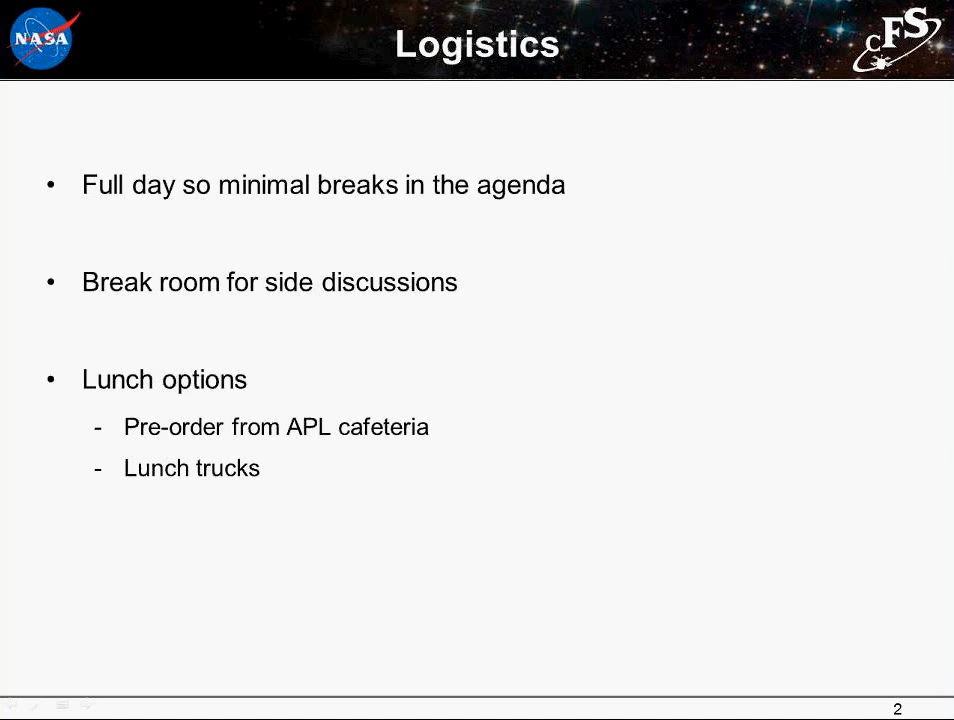 NASA
Logistics
cFS
• Full day so minimal breaks in the agenda
• Break room for side discussions
• Lunch options
- Pre-order from APL cafeteria
- Lunch trucks
2